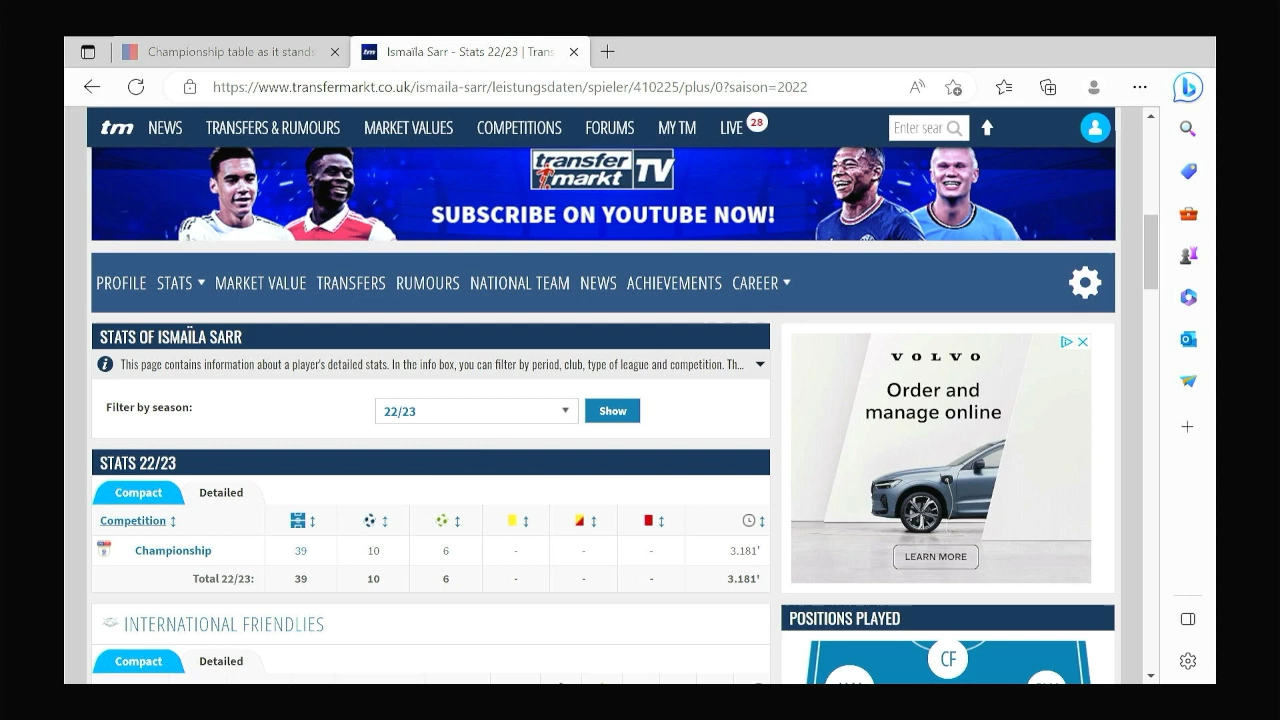 Championship table as it stands
Ismaïla Sarr - Stats 22/23 | Trans
https://www.transfermarkt.co.uk/ismaila-sarr/leistungsdaten/spieler/410225/plus/0?saison=2022
tm NEWS TRANSFERS & RUMOURS MARKET VALUES COMPETITIONS FORUMS MY TM LIVE 28 Enter sear
transfer
markt TV
SUBSCRIBE ON YOUTUBE NOW!
PROFILE STATS MARKET VALUE TRANSFERS RUMOURS NATIONAL TEAM NEWS ACHIEVEMENTS CAREER
STATS OF ISMAÏLA SARR
This page contains information about a player's detailed stats. In the info box, you can filter by period, club, type of league and competition. Th...
Filter by season: 22/23 Show
STATS 22/23
Compact Detailed
Competition
Championship 39 10 6 - - - 3.181'
Total 22/23: 39 10 6 - - - 3.181'
INTERNATIONAL FRIENDLIES
Compact Detailed
VOLVO
Order and
manage online
LEARN MORE
POSITIONS PLAYED
CF